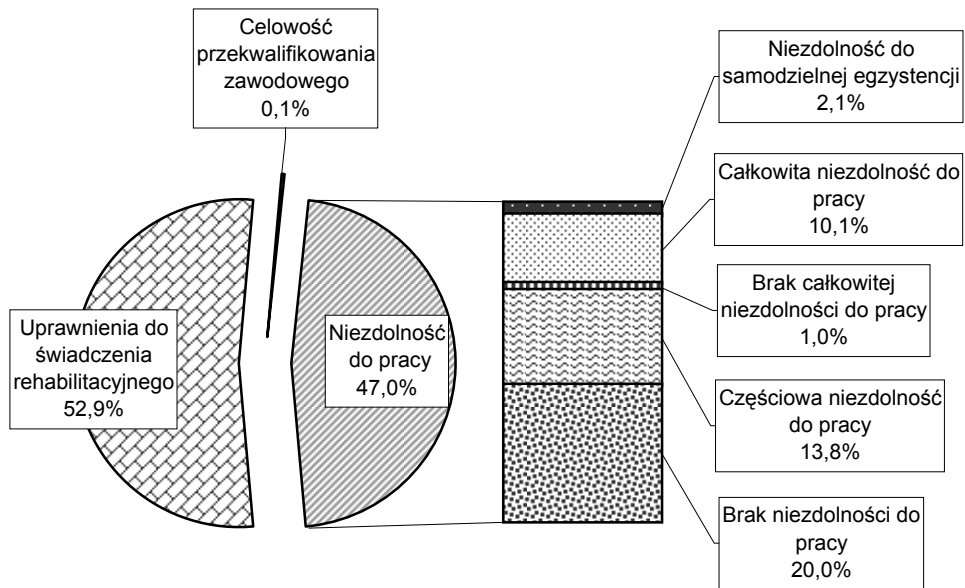 Celowość
przekwalifikowania
zawodowego
0,1%
Uprawnienia do
świadczenia
rehabilitacyjnego
52,9%
Niezdolność
do pracy
47,0%
Niezdolność do
samodzielnej egzystencji
2,1%
Całkowita niezdolność do
pracy
10,1%
Brak całkowitej
niezdolności do pracy
1,0%
Częściowa niezdolność
do pracy
13,8%
Brak niezdolności do
pracy
20,0%